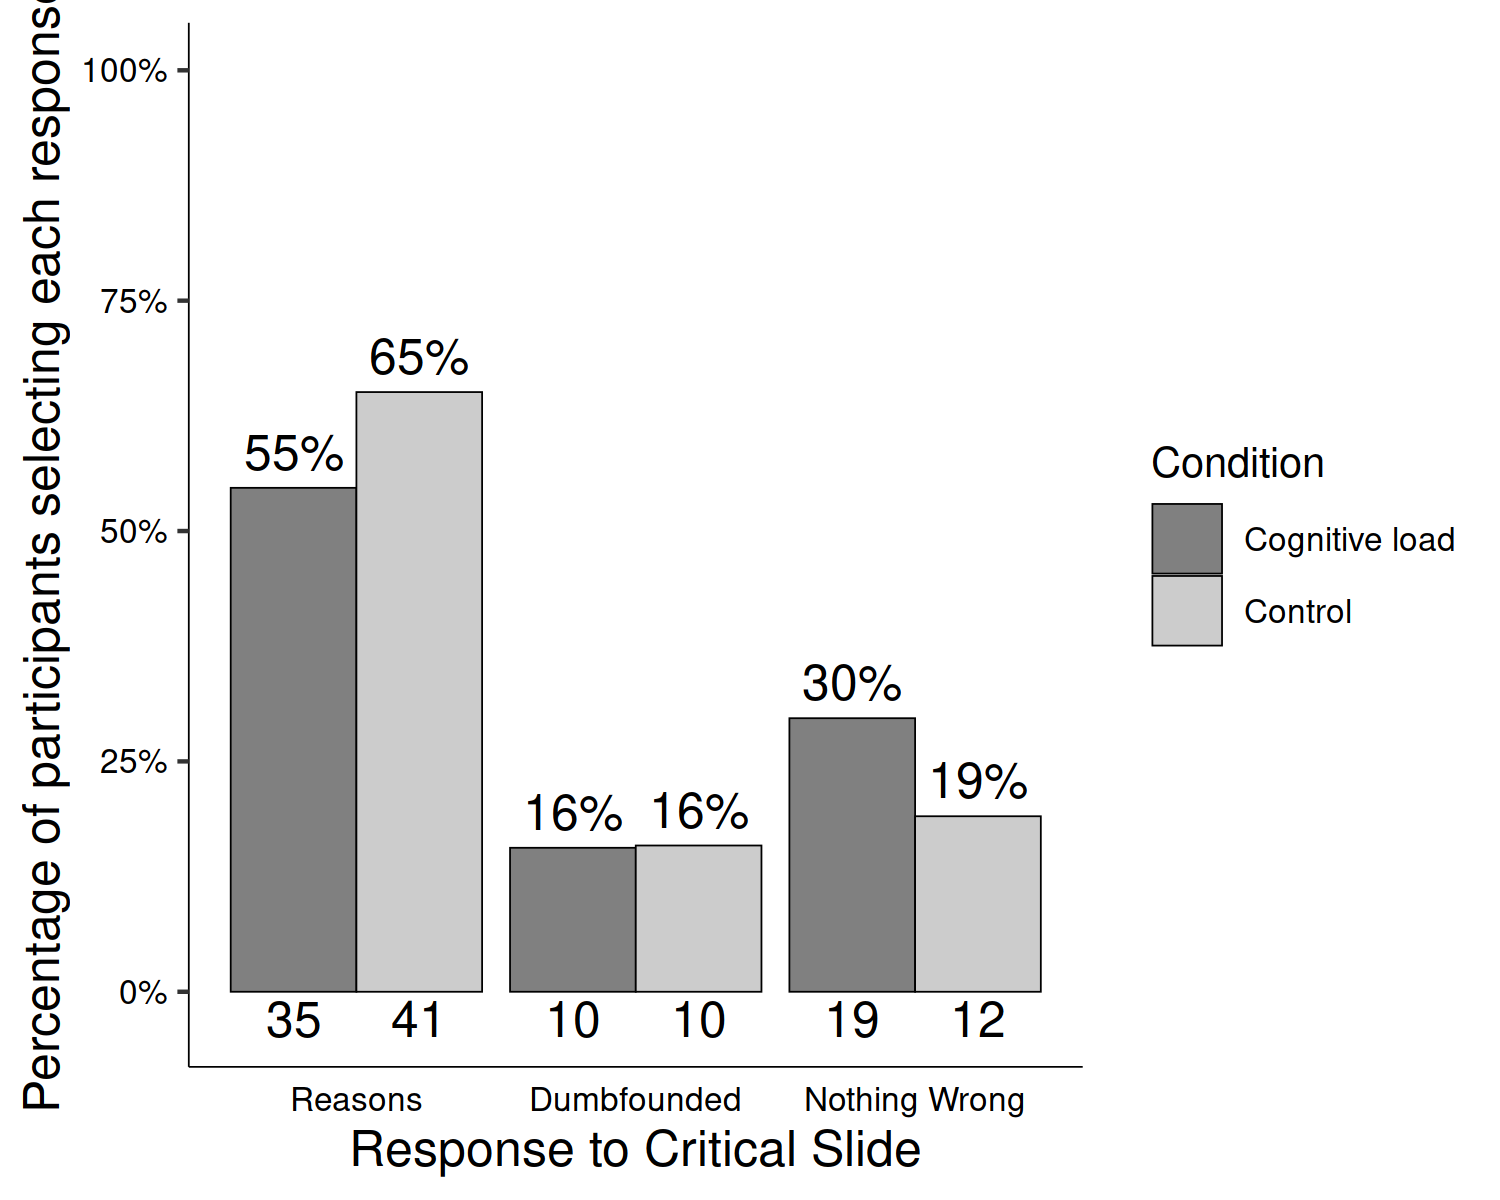 Percentage of participants selecting each response
100%
75%
50%
25%
0%
55%
65%
16%
16%
30%
19%
35
41
10
10
19
12
Reasons
Dumbfounded
Nothing Wrong
Response to Critical Slide
Condition
Cognitive load
Control